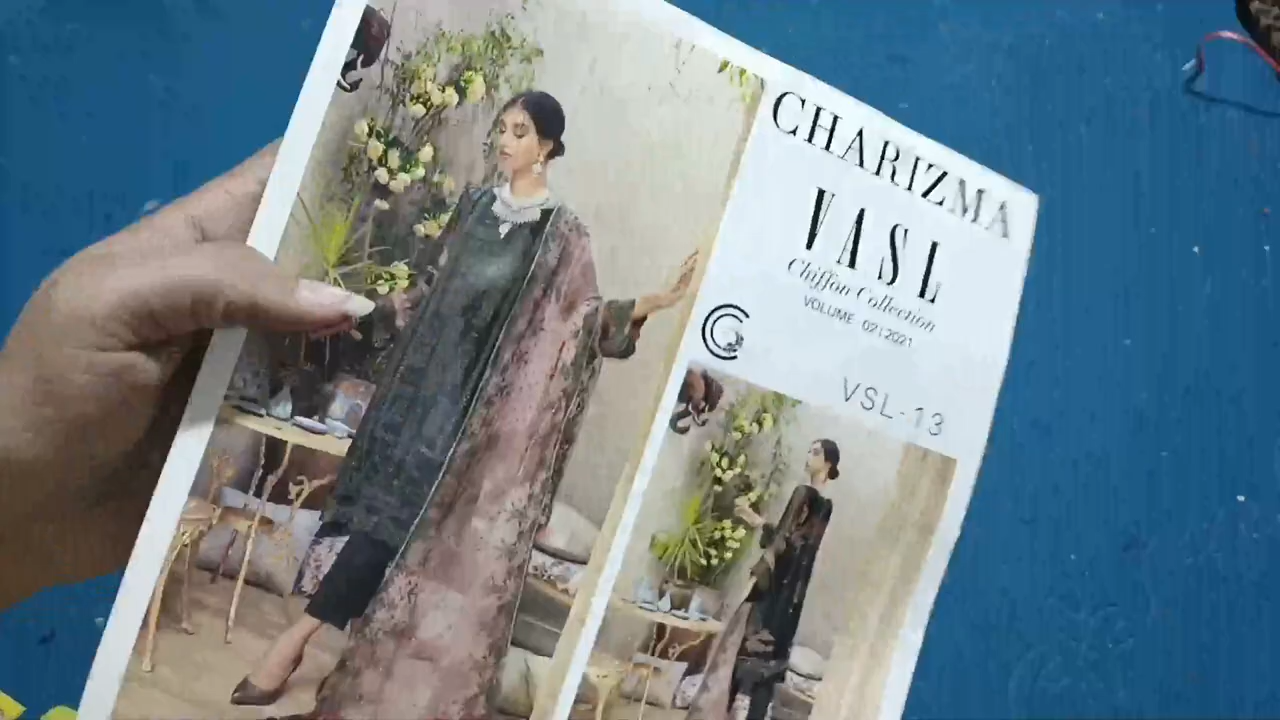 CHARIZMA
VASL
Chiffon Collection
VOLUME 02|2021
VSL-13